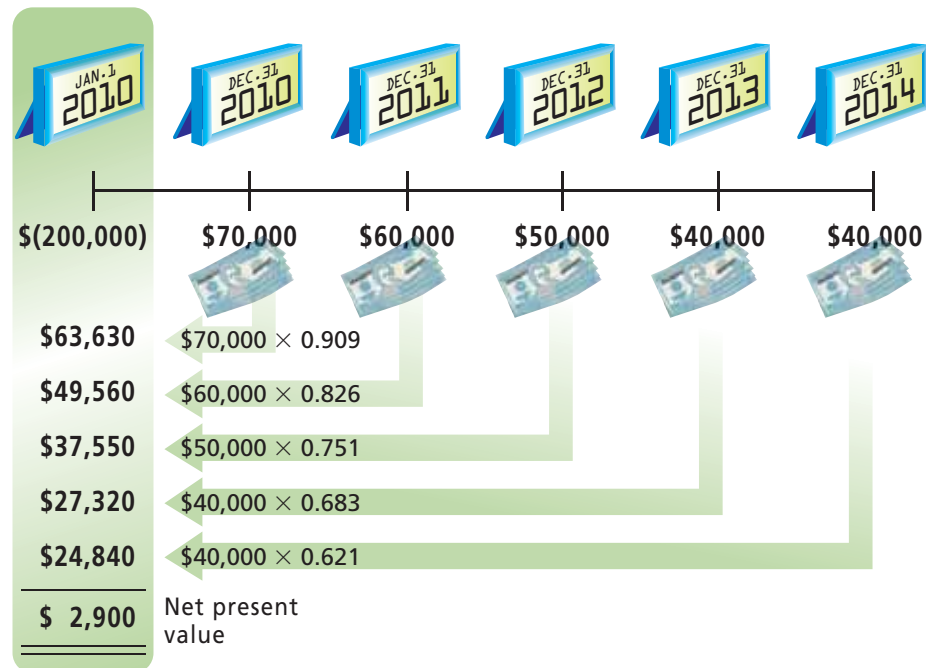 JAN.1
2010
DEC.31
2010
DEC.31
2011
DEC.31
2012
DEC.31
2013
DEC.31
2014
$(200,000) $70,000 $60,000 $50,000 $40,000 $40,000
$63,630 $70,000 × 0.909
$49,560 $60,000 × 0.826
$37,550 $50,000 × 0.751
$27,320 $40,000 × 0.683
$24,840 $40,000 × 0.621
$ 2,900 Net present
value